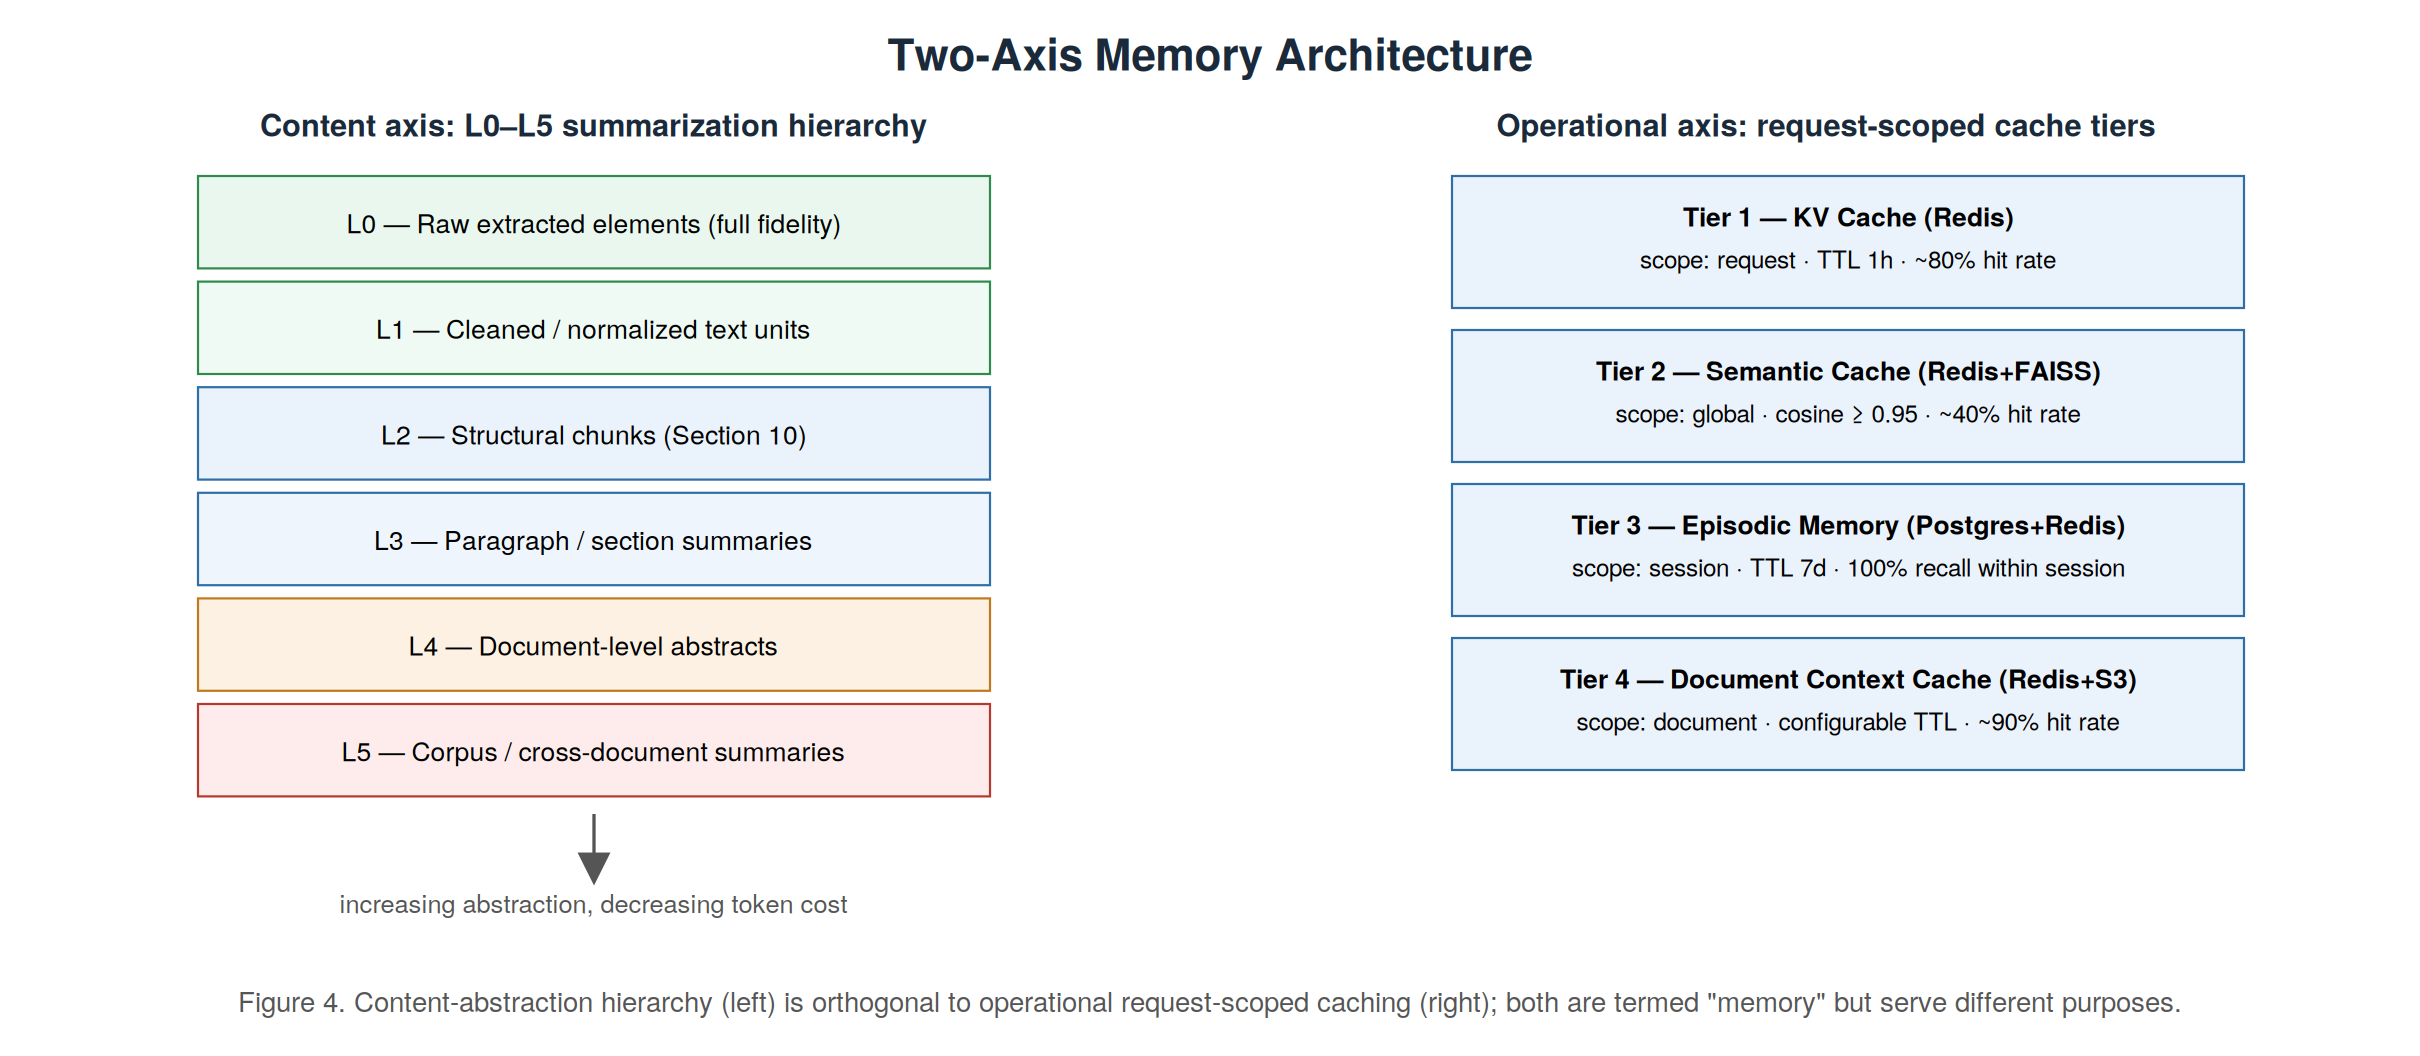 Two-Axis Memory Architecture
Content axis: L0–L5 summarization hierarchy
L0 — Raw extracted elements (full fidelity)
L1 — Cleaned / normalized text units
L2 — Structural chunks (Section 10)
L3 — Paragraph / section summaries
L4 — Document-level abstracts
L5 — Corpus / cross-document summaries
increasing abstraction, decreasing token cost
Operational axis: request-scoped cache tiers
Tier 1 — KV Cache (Redis)
scope: request · TTL 1h · ~80% hit rate
Tier 2 — Semantic Cache (Redis+FAISS)
scope: global · cosine ≥ 0.95 · ~40% hit rate
Tier 3 — Episodic Memory (Postgres+Redis)
scope: session · TTL 7d · 100% recall within session
Tier 4 — Document Context Cache (Redis+S3)
scope: document · configurable TTL · ~90% hit rate
Figure 4. Content-abstraction hierarchy (left) is orthogonal to operational request-scoped caching (right); both are termed "memory" but serve different purposes.